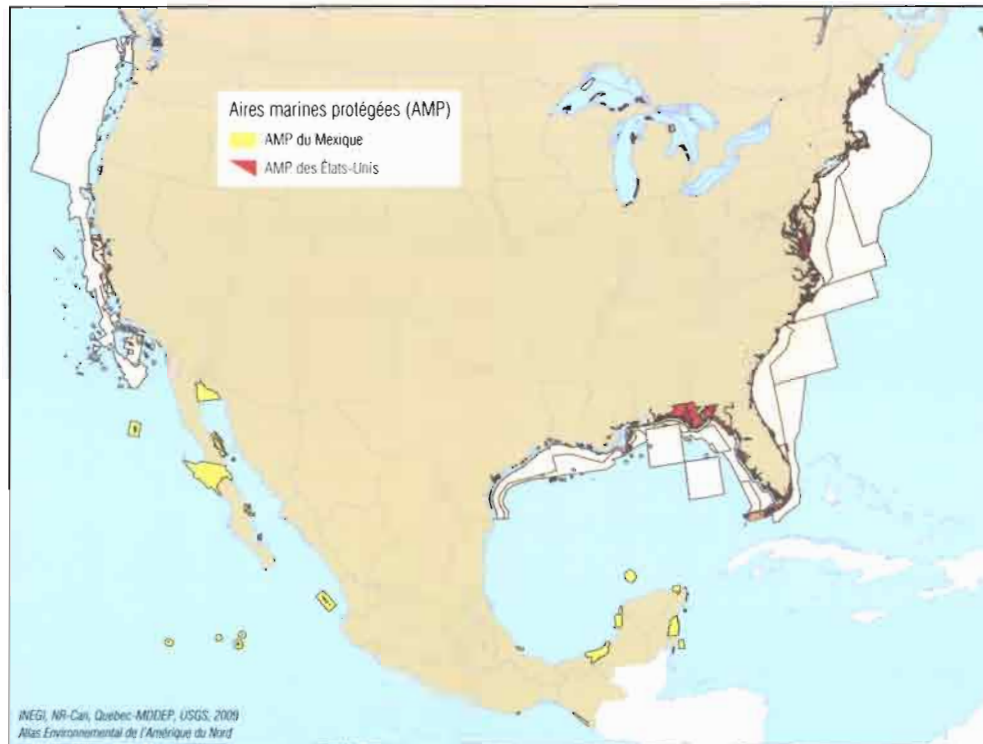 Aires marines protégées (AMP)
AMP du Mexique
AMP des États-Unis
INEGI, NR-Can, Quebec-MDDEP, USGS, 2009
Atlas Environnemental de l'Amérique du Nord